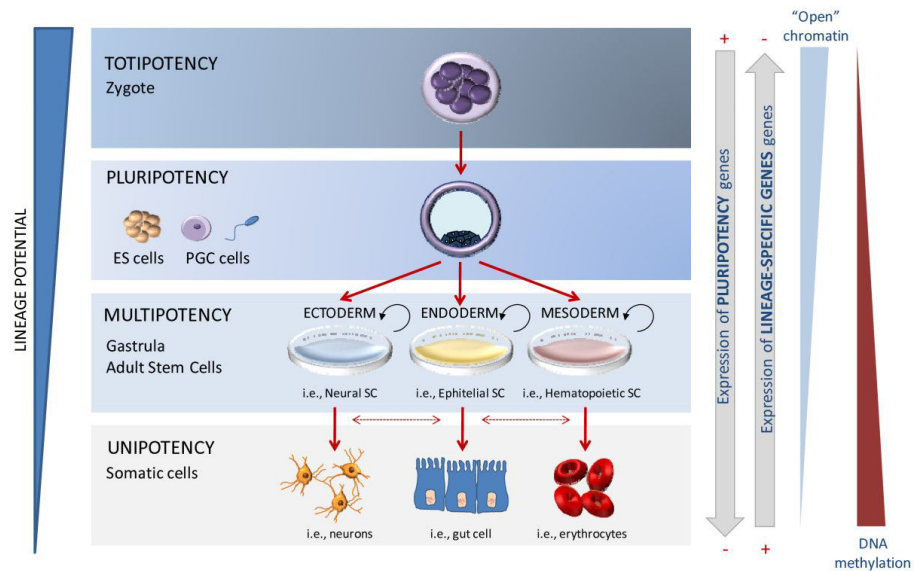 "Open"
chromatin
+
-
TOTIPOTENCY
Zygote
PLURIPOTENCY
ES cells
PGC cells
LINEAGE POTENTIAL
MULTIPOTENCY
Gastrula
Adult Stem Cells
ECTODERM
ENDODERM
MESODERM
i.e., Neural SC
i.e., Ephitelial SC
i.e., Hematopoietic SC
UNIPOTENCY
Somatic cells
i.e., neurons
i.e., gut cell
i.e., erythrocytes
Expression of PLURIPOTENCY genes
Expression of LINEAGE-SPECIFIC GENES genes
-
+
DNA
methylation